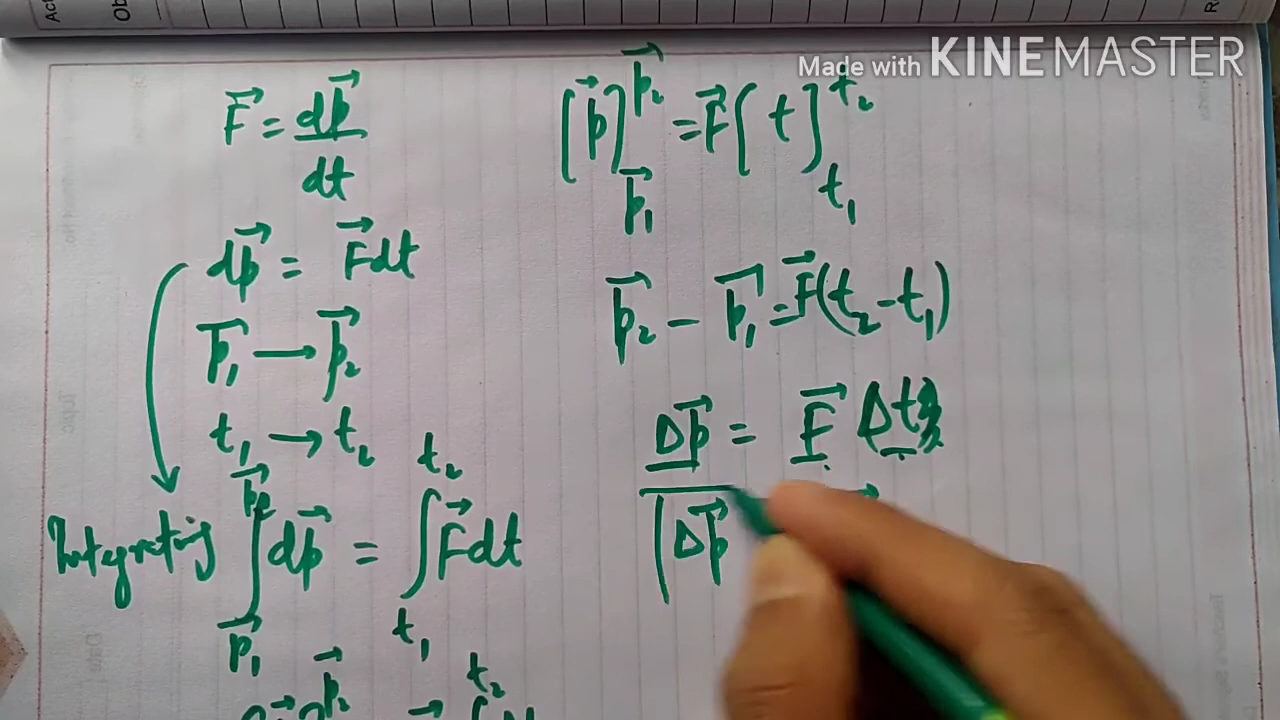 Made with KINEMASTER
F⃗ = dp⃗/dt
dp⃗ = F⃗dt
p⃗₁ → p⃗₂
t₁ → t₂
Integrating ∫_{p⃗₁}^{p⃗₂} dp⃗ = ∫_{t₁}^{t₂} F⃗dt
[p⃗]_{p⃗₁}^{p⃗₂} = F⃗[t]_{t₁}^{t₂}
p⃗₂ − p⃗₁ = F⃗(t₂ − t₁)
Δp⃗ = F⃗ Δt
Δp⃗